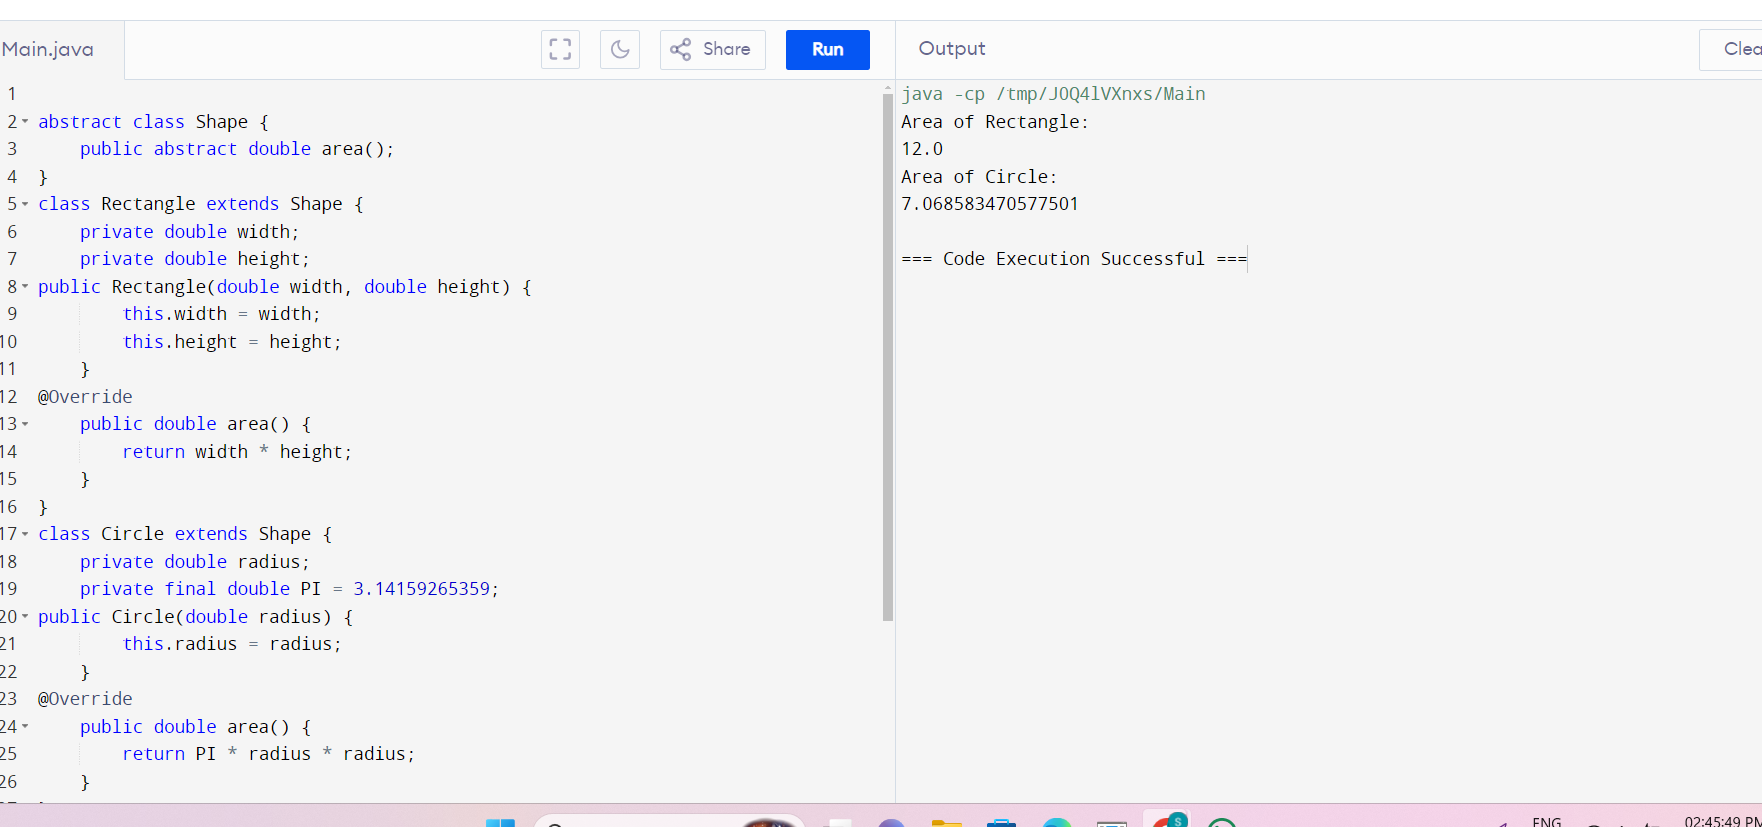 Main.java
Share
Run
Output
Clea
1
2 abstract class Shape {
3     public abstract double area();
4 }
5 class Rectangle extends Shape {
6     private double width;
7     private double height;
8 public Rectangle(double width, double height) {
9         this.width = width;
10         this.height = height;
11     }
12 @Override
13     public double area() {
14         return width * height;
15     }
16 }
17 class Circle extends Shape {
18     private double radius;
19     private final double PI = 3.14159265359;
20 public Circle(double radius) {
21         this.radius = radius;
22     }
23 @Override
24     public double area() {
25         return PI * radius * radius;
26     }
java -cp /tmp/JOQ4lVXnxs/Main
Area of Rectangle:
12.0
Area of Circle:
7.068583470577501
=== Code Execution Successful ===
S
ENG
02:45:49 PM